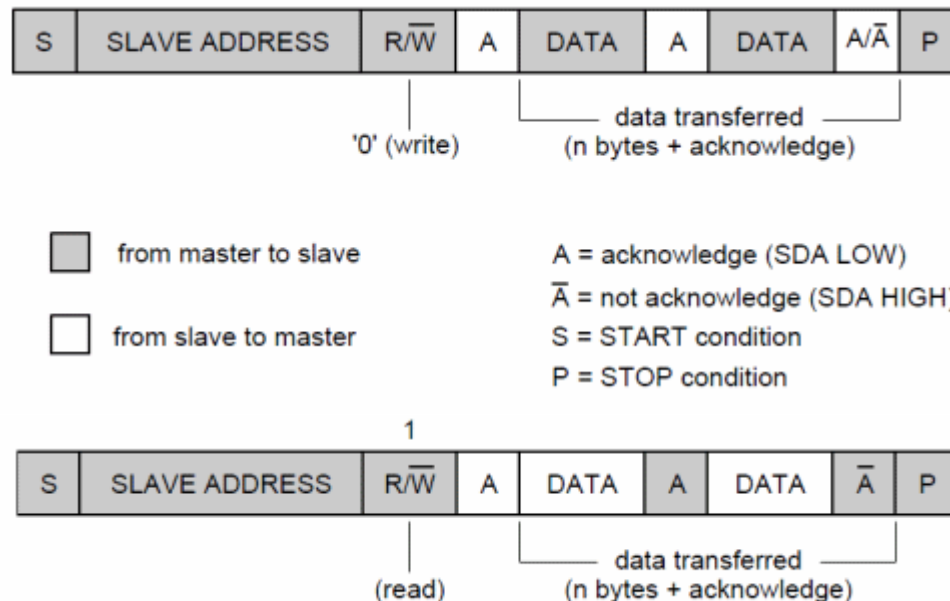 S SLAVE ADDRESS R/W̅ A DATA A DATA A/A̅ P
'0' (write)
data transferred
(n bytes + acknowledge)
from master to slave
from slave to master
A = acknowledge (SDA LOW)
A̅ = not acknowledge (SDA HIGH)
S = START condition
P = STOP condition
1
S SLAVE ADDRESS R/W̅ A DATA A DATA A̅ P
(read)
data transferred
(n bytes + acknowledge)